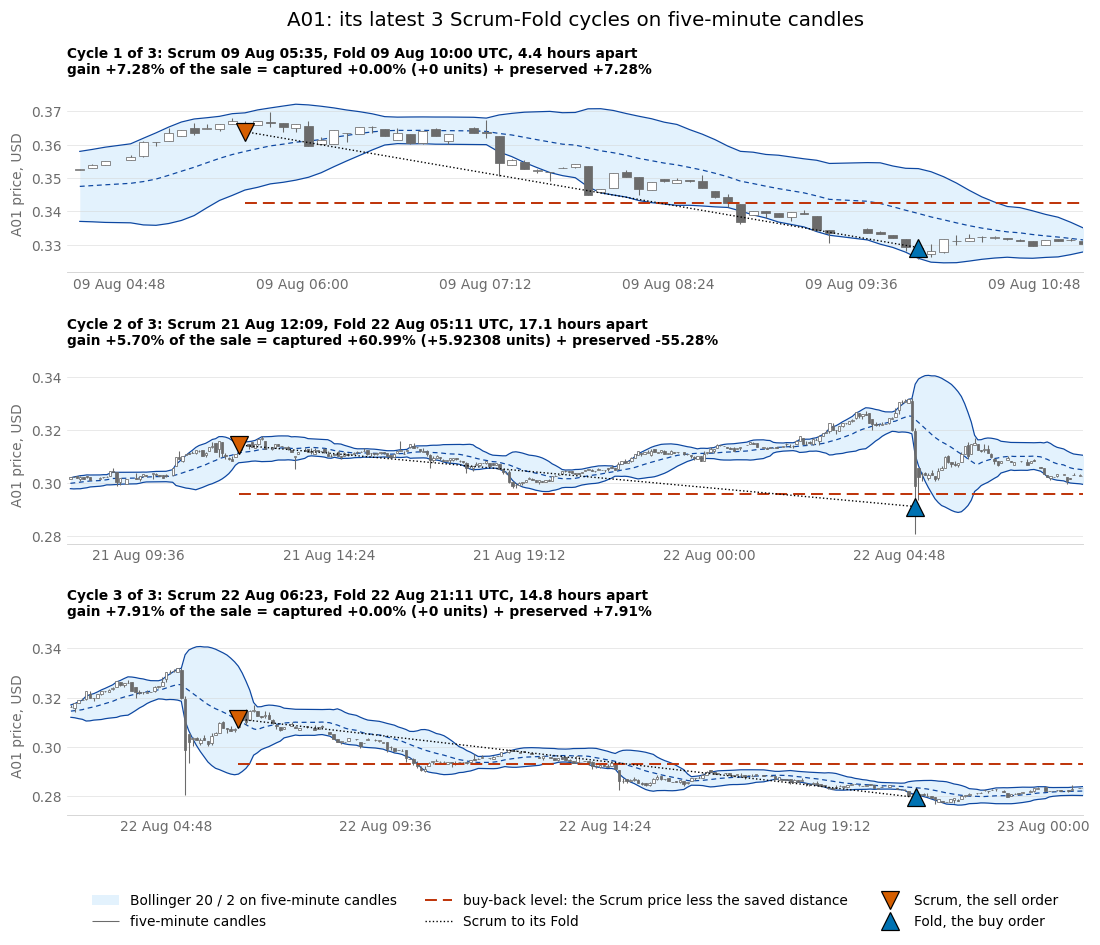 A01: its latest 3 Scrum-Fold cycles on five-minute candles
Cycle 1 of 3: Scrum 09 Aug 05:35, Fold 09 Aug 10:00 UTC, 4.4 hours apart
gain +7.28% of the sale = captured +0.00% (+0 units) + preserved +7.28%
A01 price, USD
0.37
0.36
0.35
0.34
0.33
09 Aug 04:48 09 Aug 06:00 09 Aug 07:12 09 Aug 08:24 09 Aug 09:36 09 Aug 10:48
Cycle 2 of 3: Scrum 21 Aug 12:09, Fold 22 Aug 05:11 UTC, 17.1 hours apart
gain +5.70% of the sale = captured +60.99% (+5.92308 units) + preserved -55.28%
A01 price, USD
0.34
0.32
0.30
0.28
21 Aug 09:36 21 Aug 14:24 21 Aug 19:12 22 Aug 00:00 22 Aug 04:48
Cycle 3 of 3: Scrum 22 Aug 06:23, Fold 22 Aug 21:11 UTC, 14.8 hours apart
gain +7.91% of the sale = captured +0.00% (+0 units) + preserved +7.91%
A01 price, USD
0.34
0.32
0.30
0.28
22 Aug 04:48 22 Aug 09:36 22 Aug 14:24 22 Aug 19:12 23 Aug 00:00
Bollinger 20 / 2 on five-minute candles
five-minute candles
buy-back level: the Scrum price less the saved distance
Scrum to its Fold
Scrum, the sell order
Fold, the buy order